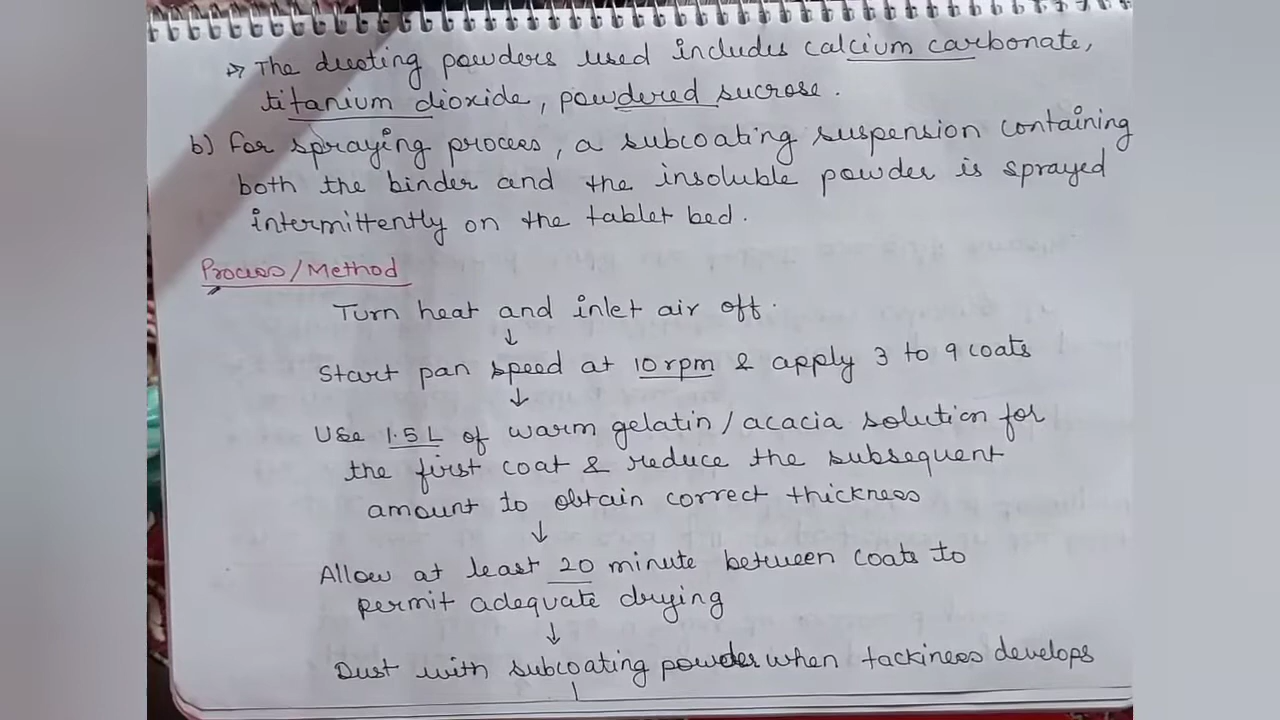 ↣ The dusting powders used includes calcium carbonate,
titanium dioxide, powdered sucrose.
b) For spraying process, a subcoating suspension containing
both the binder and the insoluble powder is sprayed
intermittently on the tablet bed.
Process/Method
Turn heat and inlet air off.
↓
Start pan speed at 10 rpm & apply 3 to 9 coats
↓
Use 1.5 L of warm gelatin/acacia solution for
the first coat & reduce the subsequent
amount to obtain correct thickness
↓
Allow at least 20 minute between coats to
permit adequate drying
↓
Dust with subcoating powder when tackiness develops